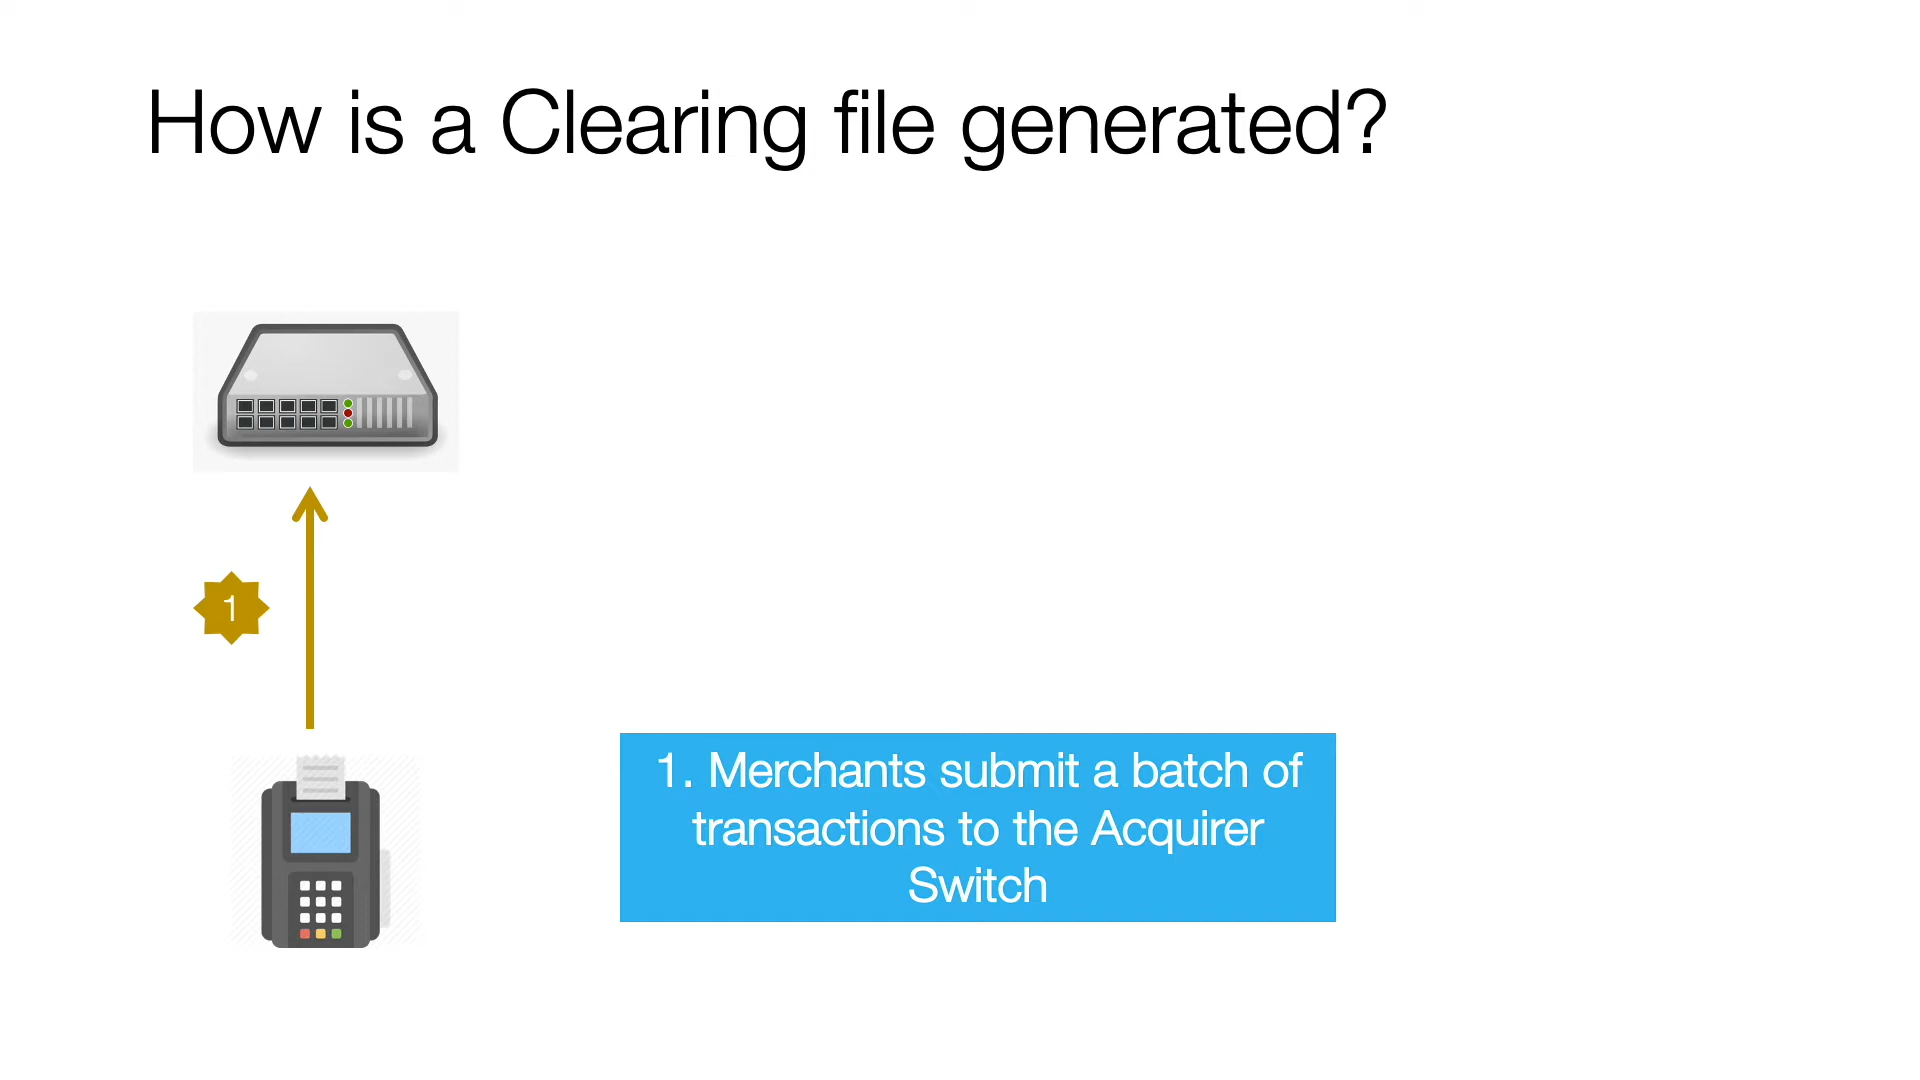 How is a Clearing file generated?
1
1. Merchants submit a batch of
transactions to the Acquirer
Switch